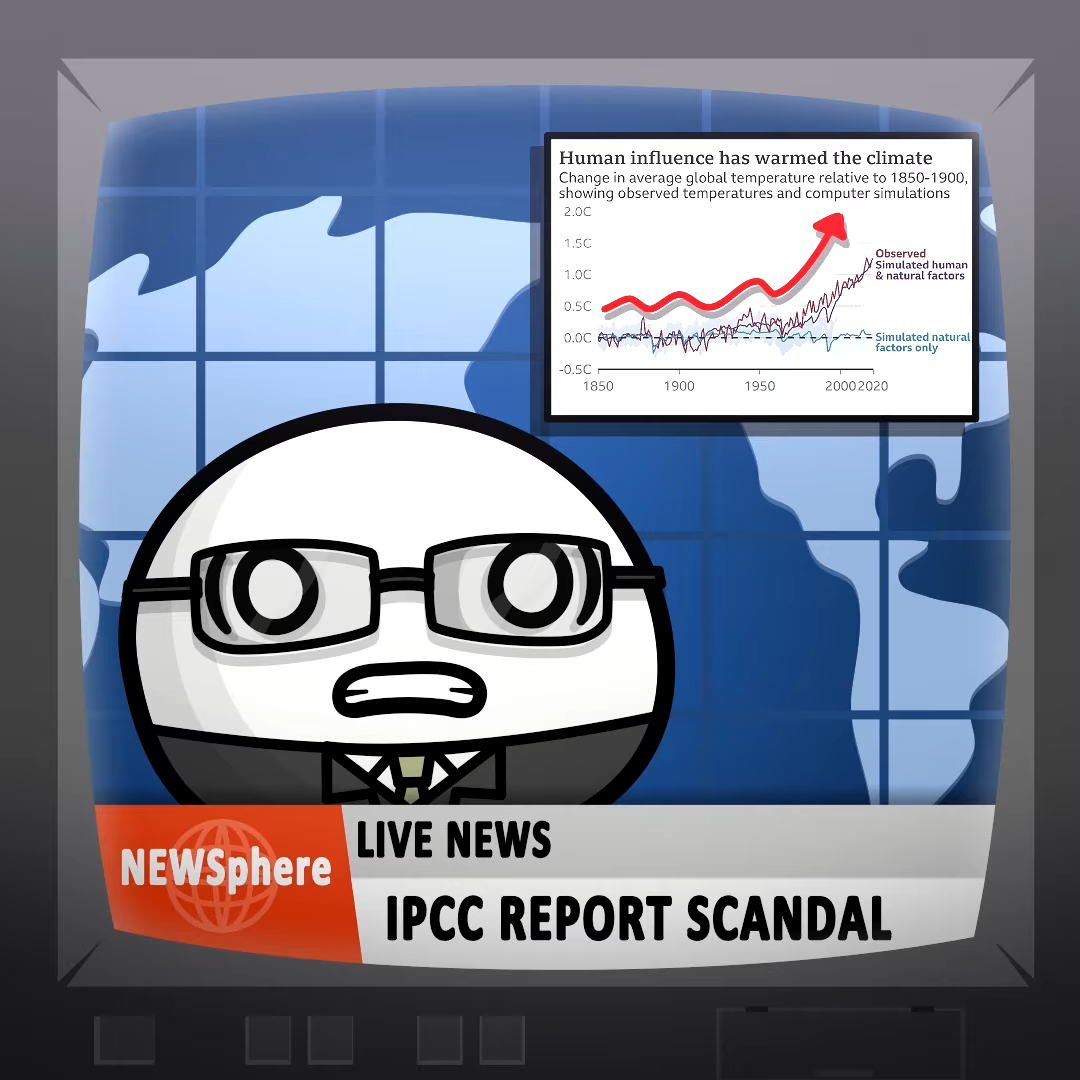 Human influence has warmed the climate
Change in average global temperature relative to 1850-1900,
showing observed temperatures and computer simulations
2.0C
1.5C
1.0C
0.5C
0.0C
-0.5C
Observed
Simulated human
& natural factors
Simulated natural
factors only
1850 1900 1950 2000 2020
NEWSphere
LIVE NEWS
IPCC REPORT SCANDAL